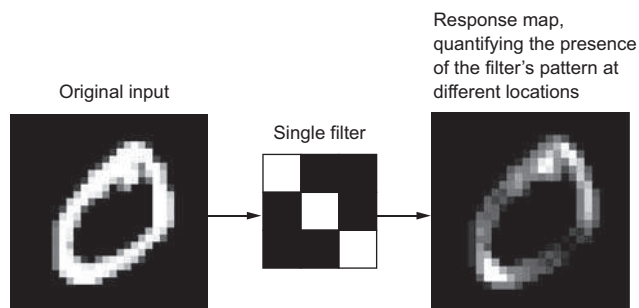 Original input
Single filter
Response map,
quantifying the presence
of the filter's pattern at
different locations